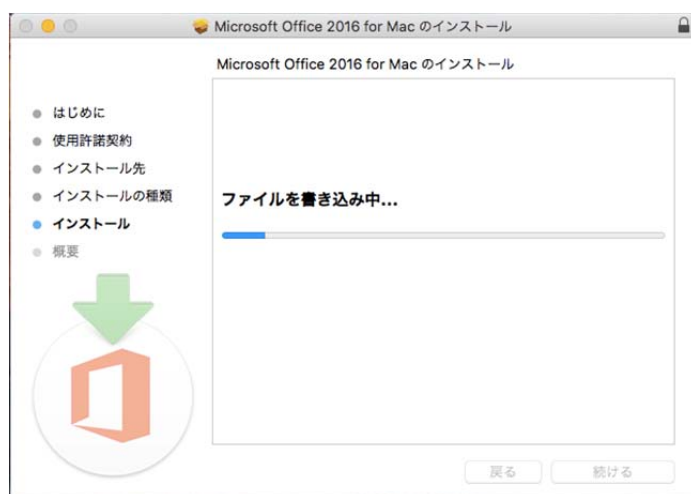 Microsoft Office 2016 for Mac のインストール
Microsoft Office 2016 for Mac のインストール
はじめに
使用許諾契約
インストール先
インストールの種類
インストール
概要
ファイルを書き込み中...
戻る
続ける